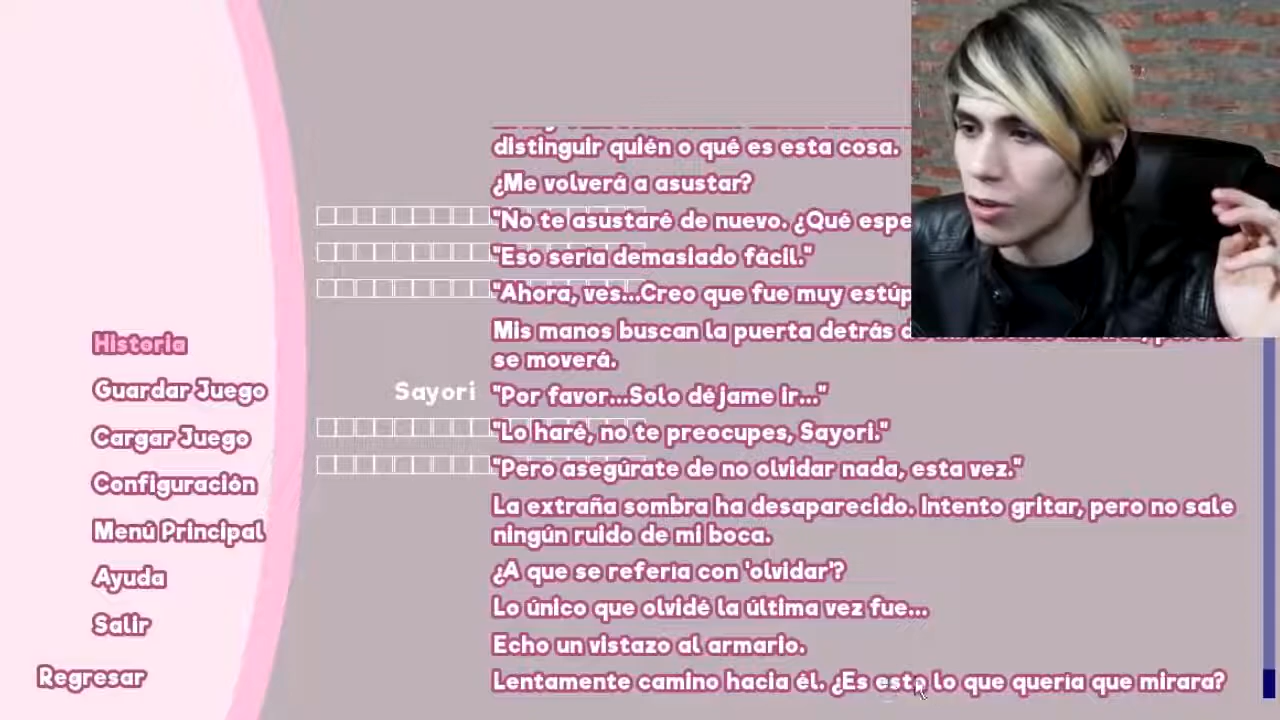 distinguir quién o qué es esta cosa.
¿Me volverá a asustar?
"No te asustaré de nuevo. ¿Qué espe
"Eso sería demasiado fácil."
"Ahora, ves...Creo que fue muy estúp
Mis manos buscan la puerta detrás
se moverá.
Sayori "Por favor...Solo déjame ir..."
"Lo haré, no te preocupes, Sayori."
"Pero asegúrate de no olvidar nada, esta vez."
La extraña sombra ha desaparecido. Intento gritar, pero no sale
ningún ruido de mi boca.
¿A que se refería con 'olvidar'?
Lo único que olvidé la última vez fue...
Echo un vistazo al armario.
Lentamente camino hacia él. ¿Es esto lo que quería que mirara?
Historia
Guardar Juego
Cargar Juego
Configuración
Menú Principal
Ayuda
Salir
Regresar